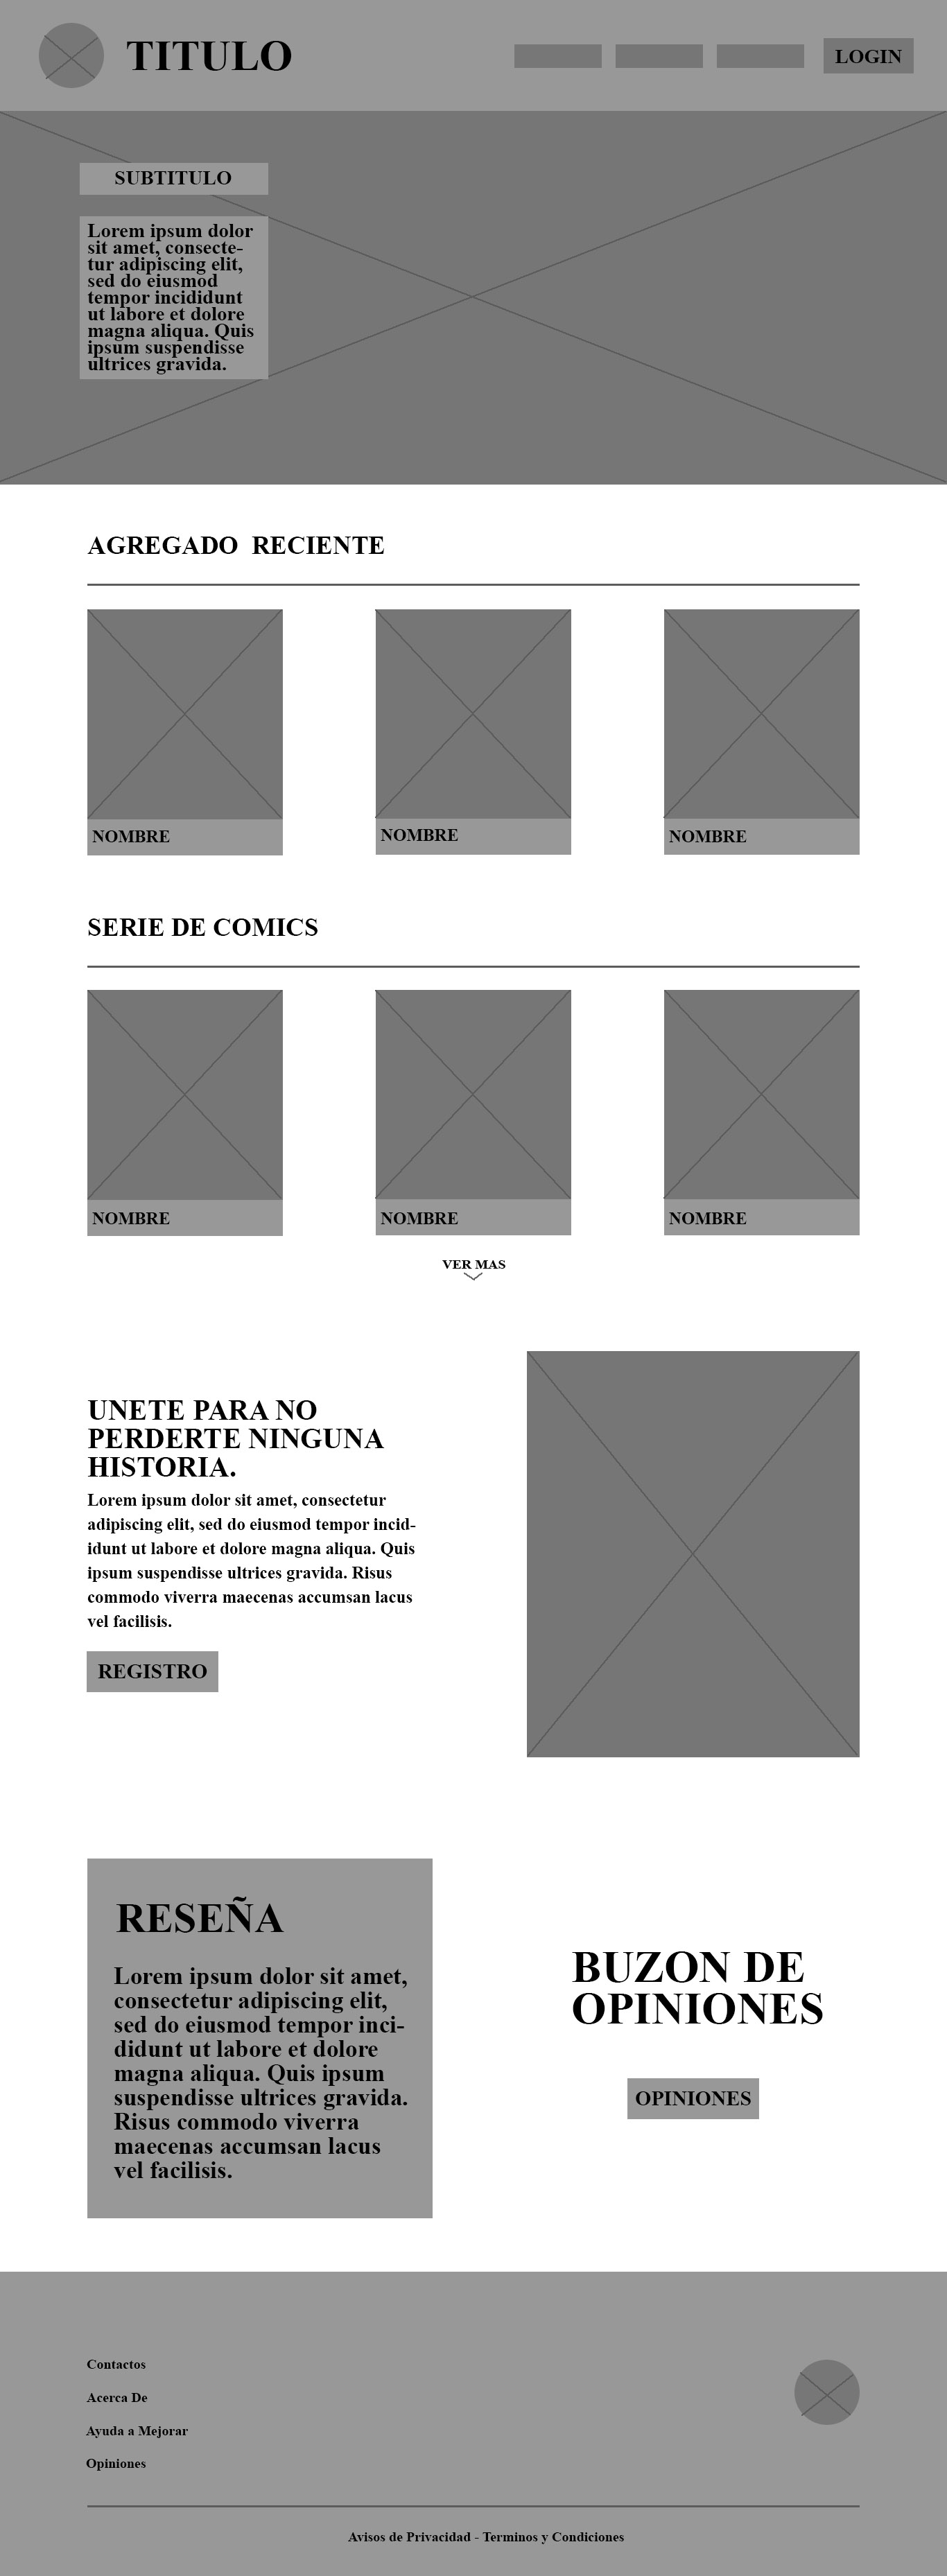 TITULO
LOGIN
SUBTITULO
Lorem ipsum dolor
sit amet, consecte-
tur adipiscing elit,
sed do eiusmod
tempor incididunt
ut labore et dolore
magna aliqua. Quis
ipsum suspendisse
ultrices gravida.
AGREGADO RECIENTE
NOMBRE
NOMBRE
NOMBRE
SERIE DE COMICS
NOMBRE
NOMBRE
NOMBRE
VER MAS
UNETE PARA NO
PERDERTE NINGUNA
HISTORIA.
Lorem ipsum dolor sit amet, consectetur
adipiscing elit, sed do eiusmod tempor incid-
idunt ut labore et dolore magna aliqua. Quis
ipsum suspendisse ultrices gravida. Risus
commodo viverra maecenas accumsan lacus
vel facilisis.
REGISTRO
RESEÑA
Lorem ipsum dolor sit amet,
consectetur adipiscing elit,
sed do eiusmod tempor inci-
didunt ut labore et dolore
magna aliqua. Quis ipsum
suspendisse ultrices gravida.
Risus commodo viverra
maecenas accumsan lacus
vel facilisis.
BUZON DE
OPINIONES
OPINIONES
Contactos
Acerca De
Ayuda a Mejorar
Opiniones
Avisos de Privacidad - Terminos y Condiciones